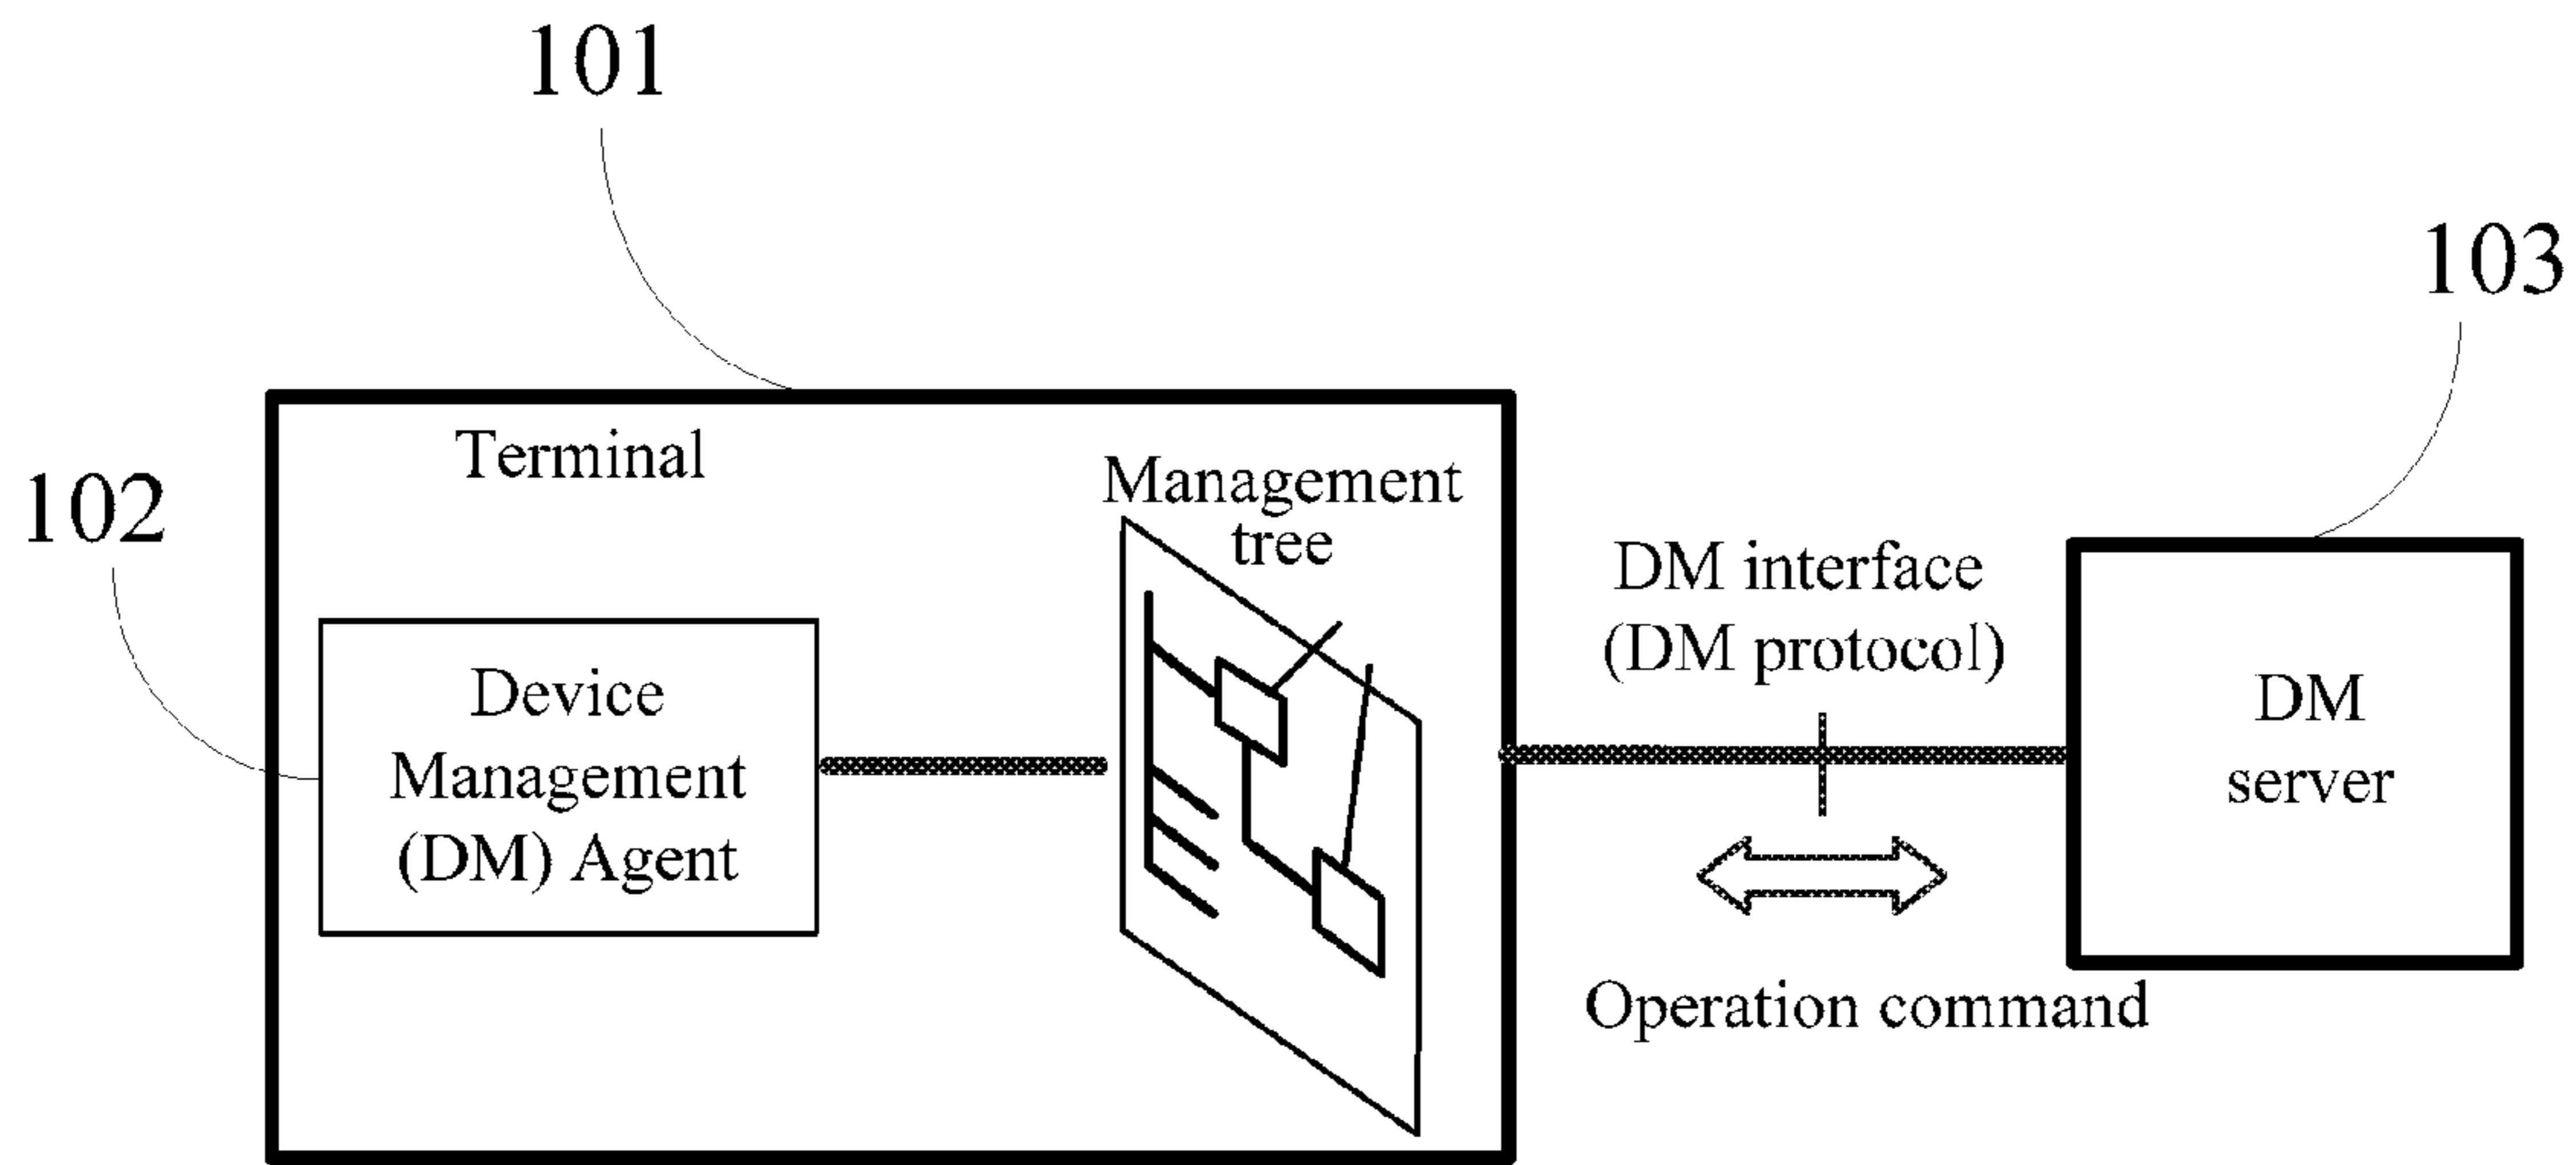 101
103
Terminal
Management
tree
102
DM interface
(DM protocol)
Device
Management
(DM) Agent
DM
server
Operation command